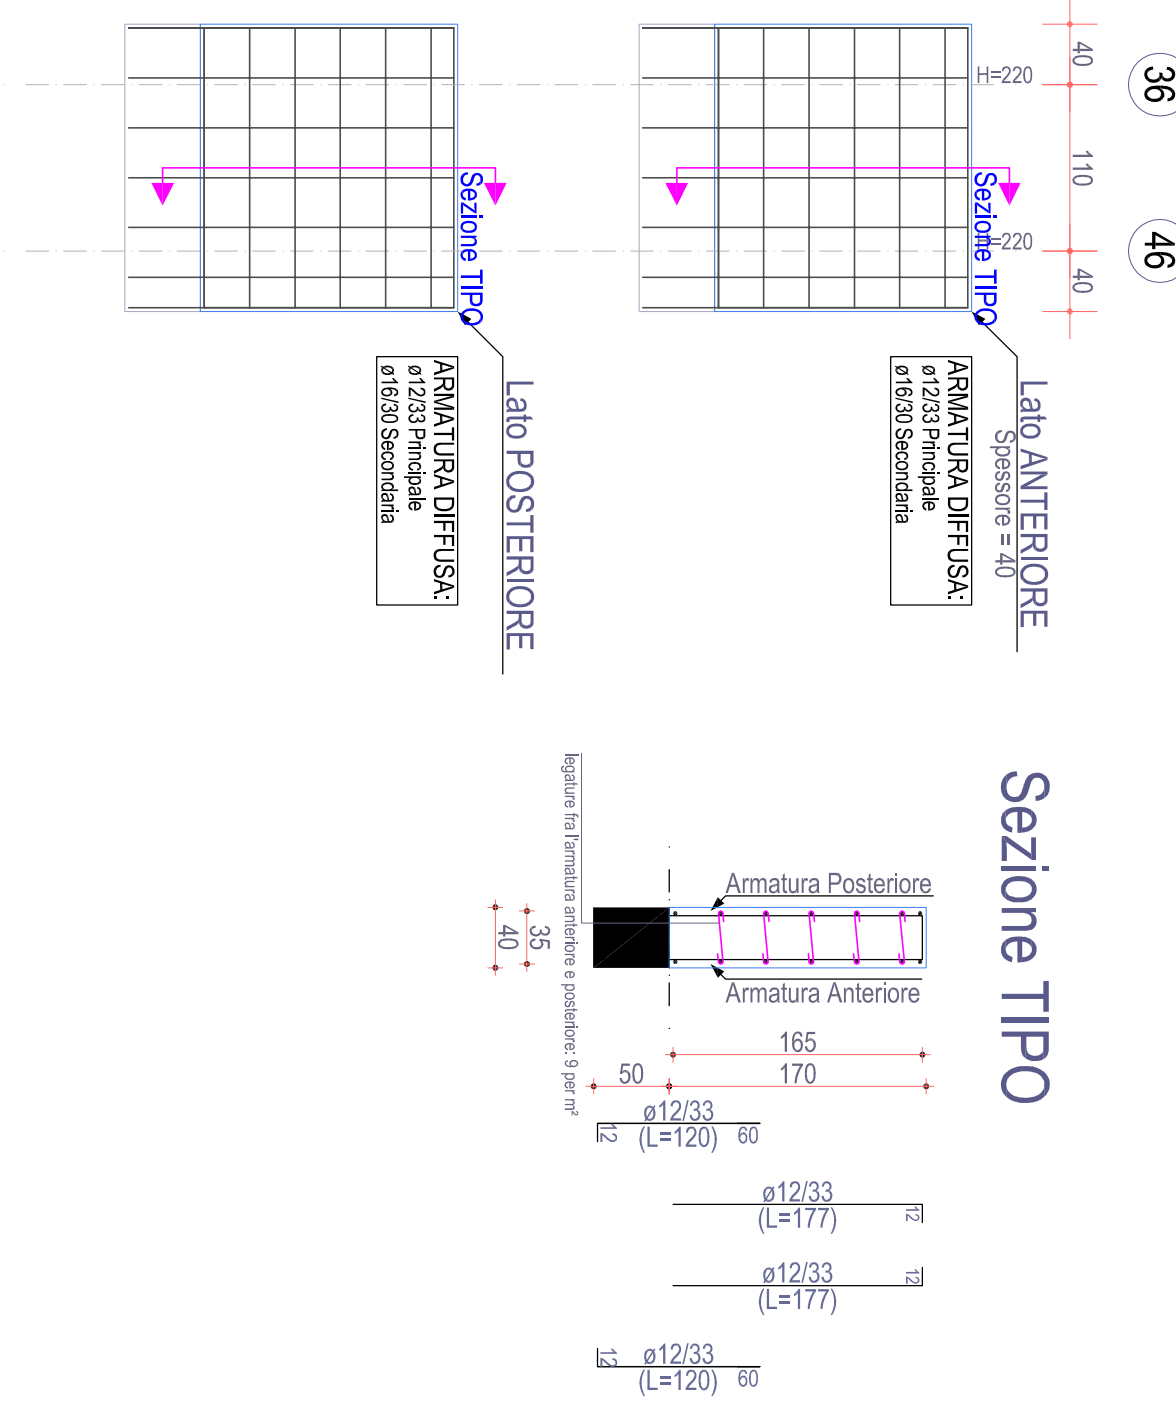 36
46
40
110
40
H=220
=220
Sezione TIPO
Sezione TIPO
Lato ANTERIORE
Spessore = 40
ARMATURA DIFFUSA:
ø12/33 Principale
ø16/30 Secondaria
Lato POSTERIORE
ARMATURA DIFFUSA:
ø12/33 Principale
ø16/30 Secondaria
Sezione TIPO
Armatura Posteriore
Armatura Anteriore
legature fra l'armatura anteriore e posteriore: 9 per m²
35
40
165
50
170
ø12/33
(L=120)
12
60
ø12/33
(L=177)
12
ø12/33
(L=177)
12
ø12/33
(L=120)
12
60